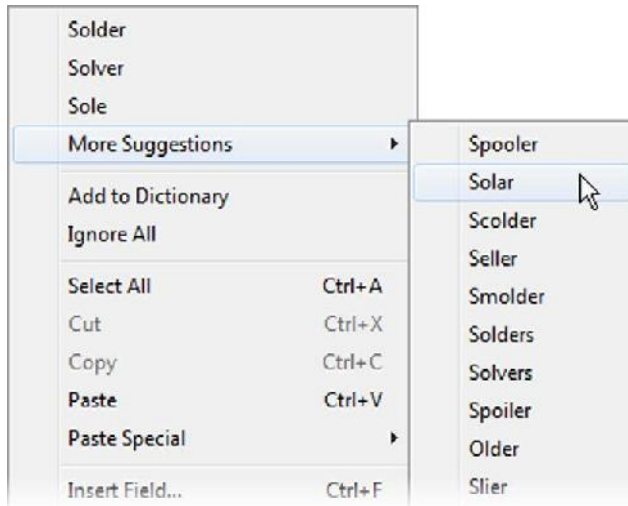 Solder
Solver
Sole
More Suggestions
Add to Dictionary
Ignore All
Select All Ctrl+A
Cut Ctrl+X
Copy Ctrl+C
Paste Ctrl+V
Paste Special
Insert Field... Ctrl+F
Spooler
Solar
Scolder
Seller
Smolder
Solders
Solvers
Spoiler
Older
Slier